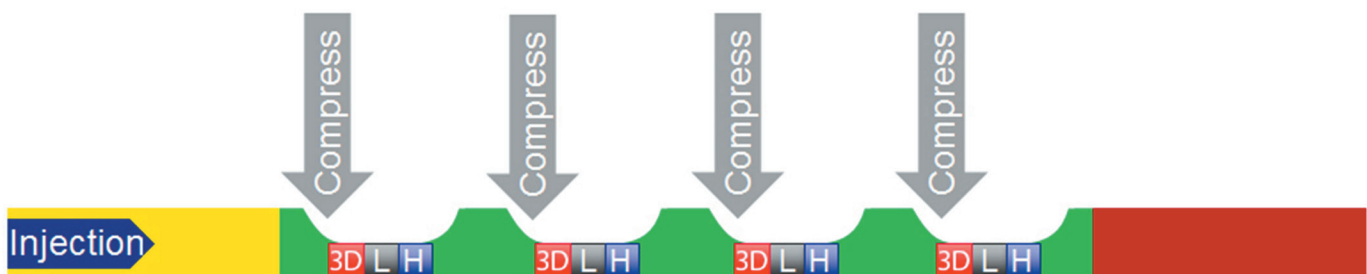 Compress
Compress
Compress
Compress
Injection
3D L H
3D L H
3D L H
3D L H